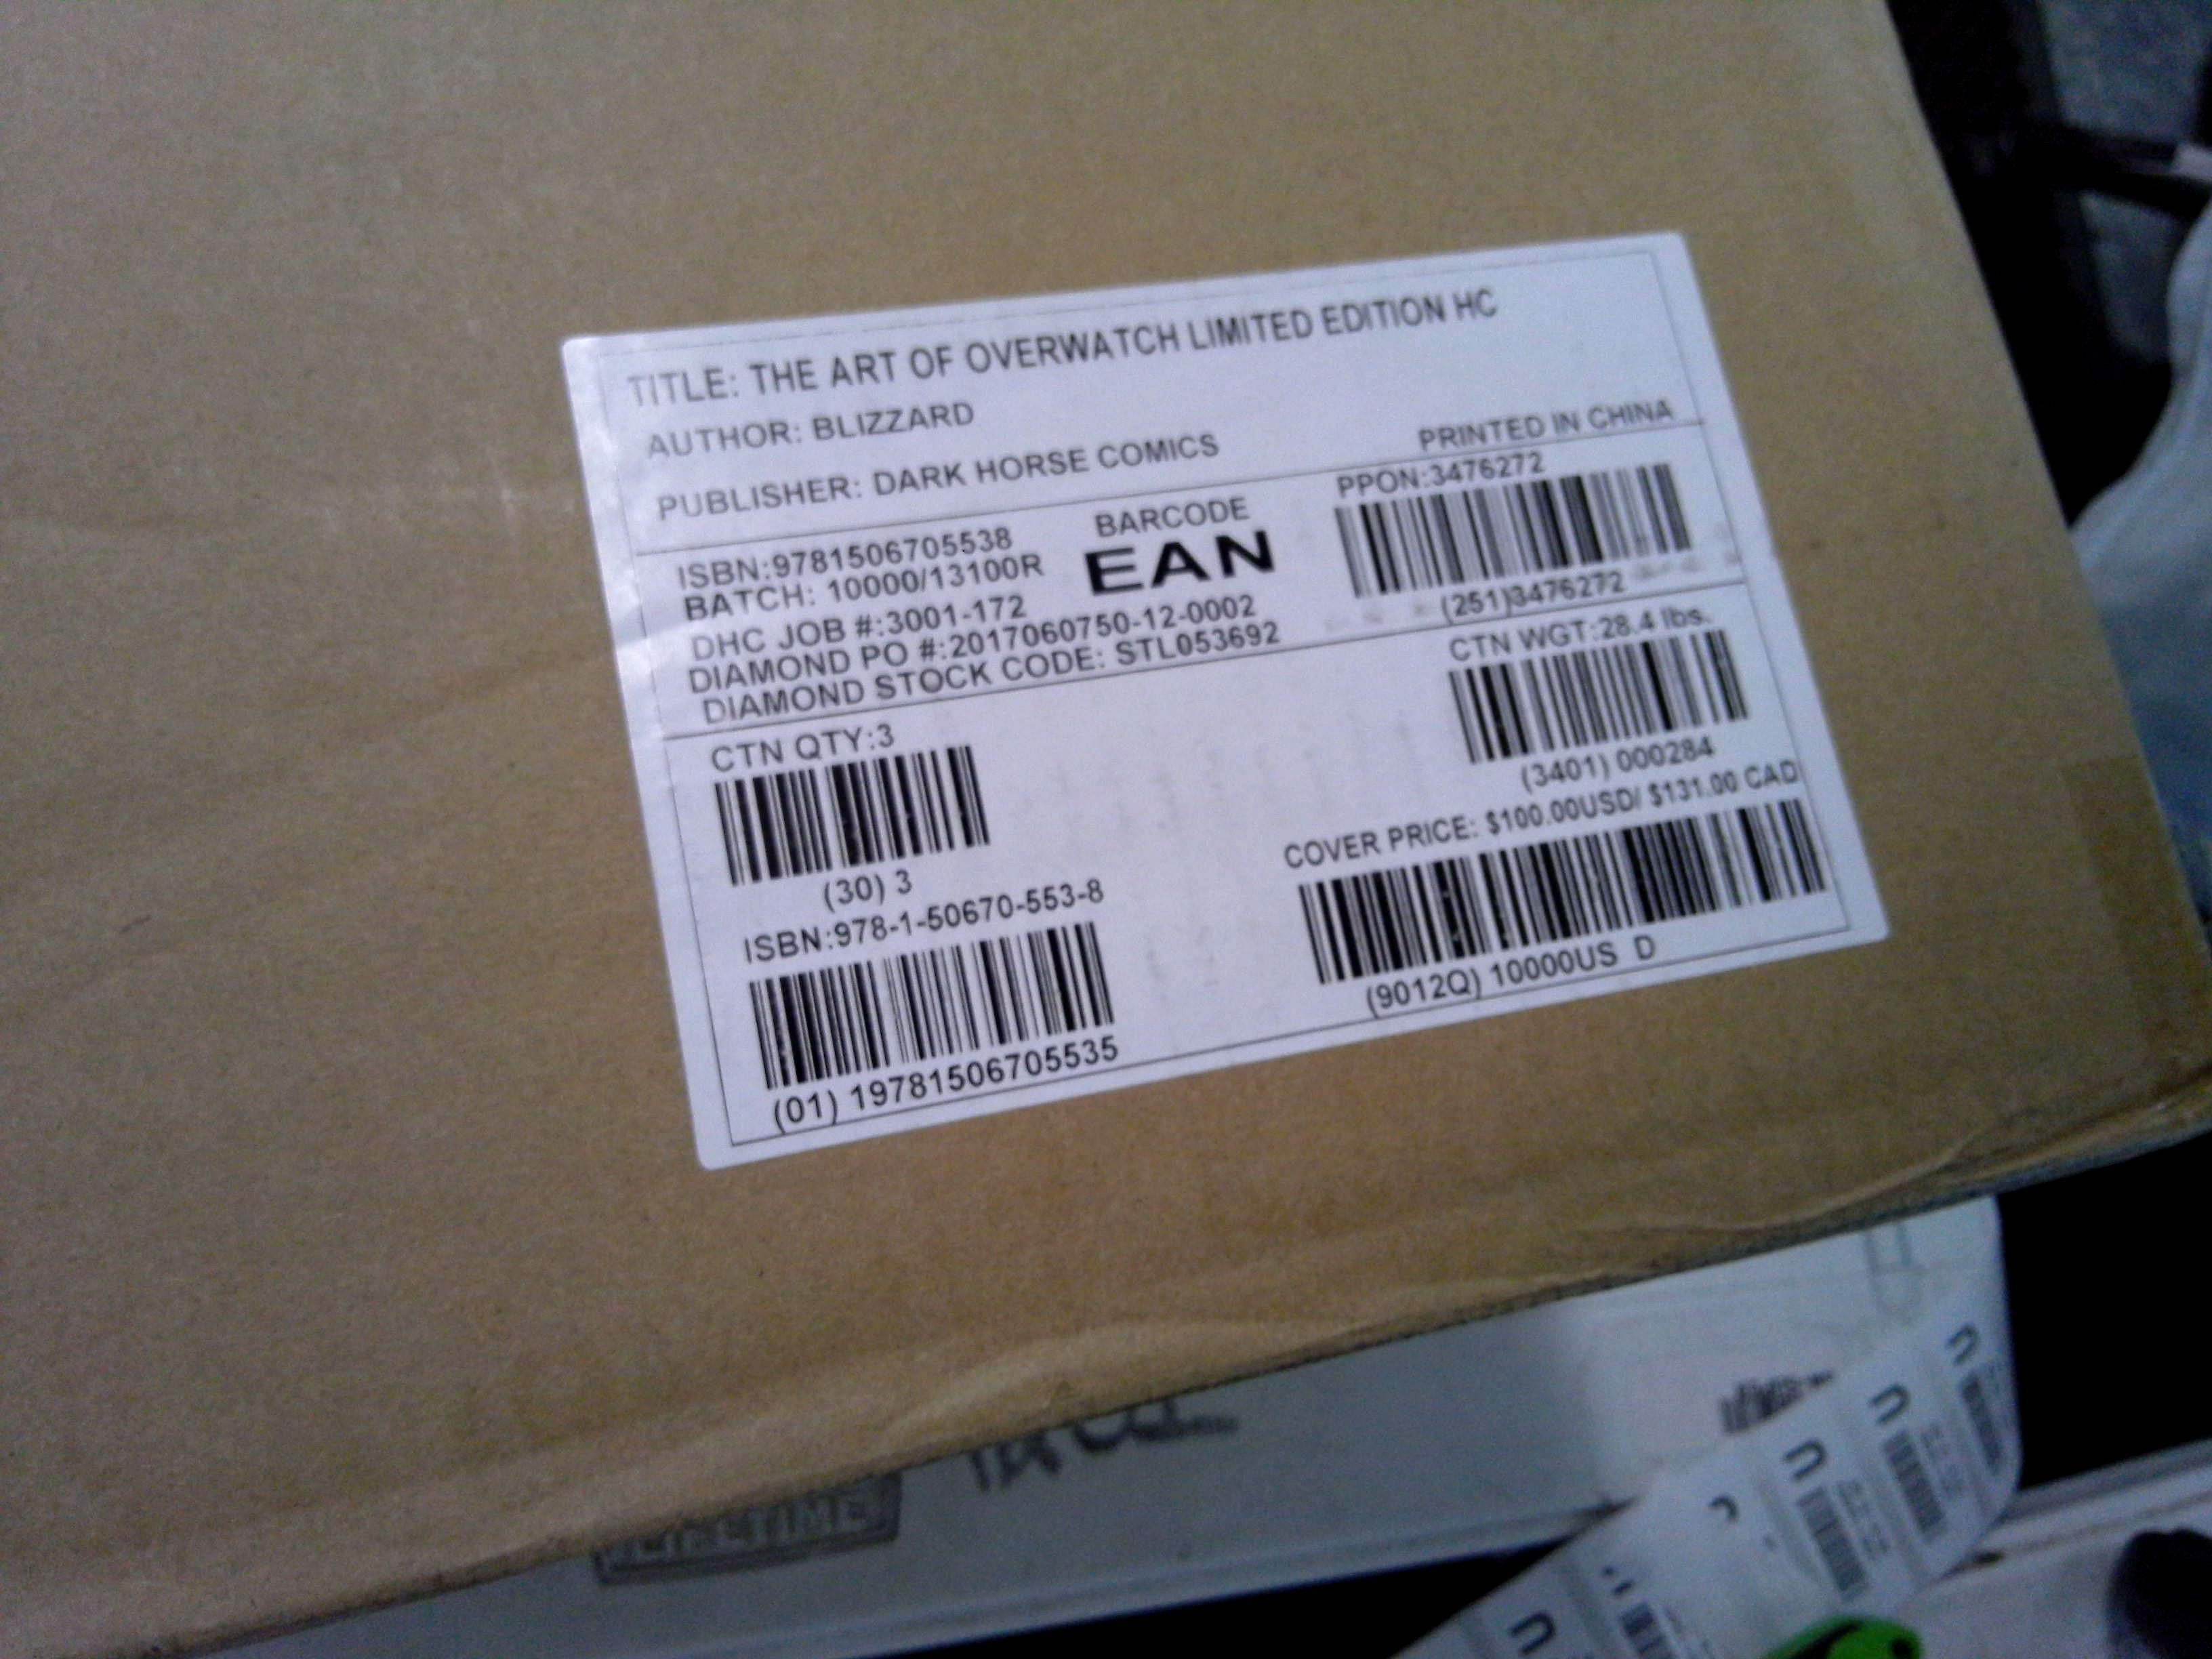 TITLE: THE ART OF OVERWATCH LIMITED EDITION HC
AUTHOR: BLIZZARD
PUBLISHER: DARK HORSE COMICS
PRINTED IN CHINA
ISBN:9781506705538
BATCH: 10000/13100R
DHC JOB #:3001-172
DIAMOND PO #:2017060750-12-0002
DIAMOND STOCK CODE: STL053692
BARCODE
EAN
PPON:3476272
(251)3476272
CTN QTY:3
(30) 3
CTN WGT:28.4 lbs.
(3401) 000284
ISBN:978-1-50670-553-8
(01) 19781506705535
COVER PRICE: $100.00USD/ $131.00 CAD
(9012Q) 10000US D
LIFETIME